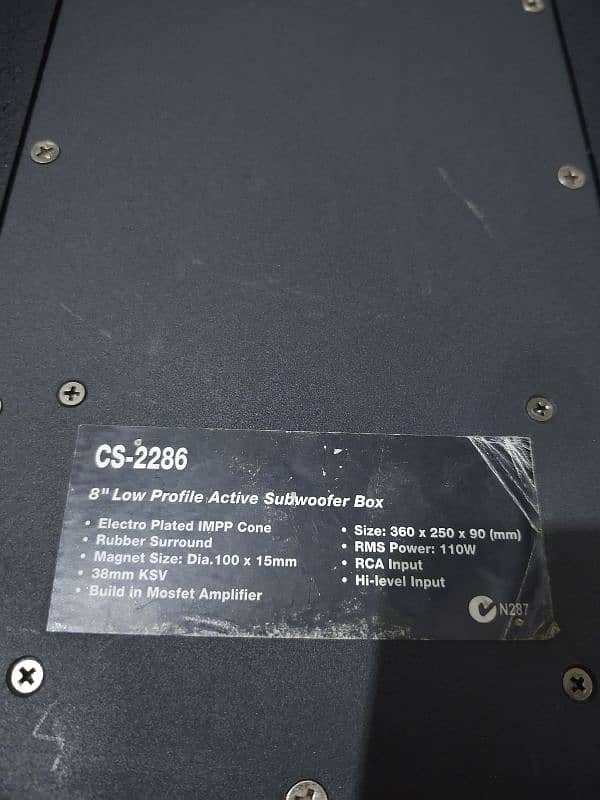 CS-2286
8" Low Profile Active Subwoofer Box
• Electro Plated IMPP Cone
• Rubber Surround
• Magnet Size: Dia.100 x 15mm
• 38mm KSV
• Build in Mosfet Amplifier
• Size: 360 x 250 x 90 (mm)
• RMS Power: 110W
• RCA Input
• Hi-level Input
N287